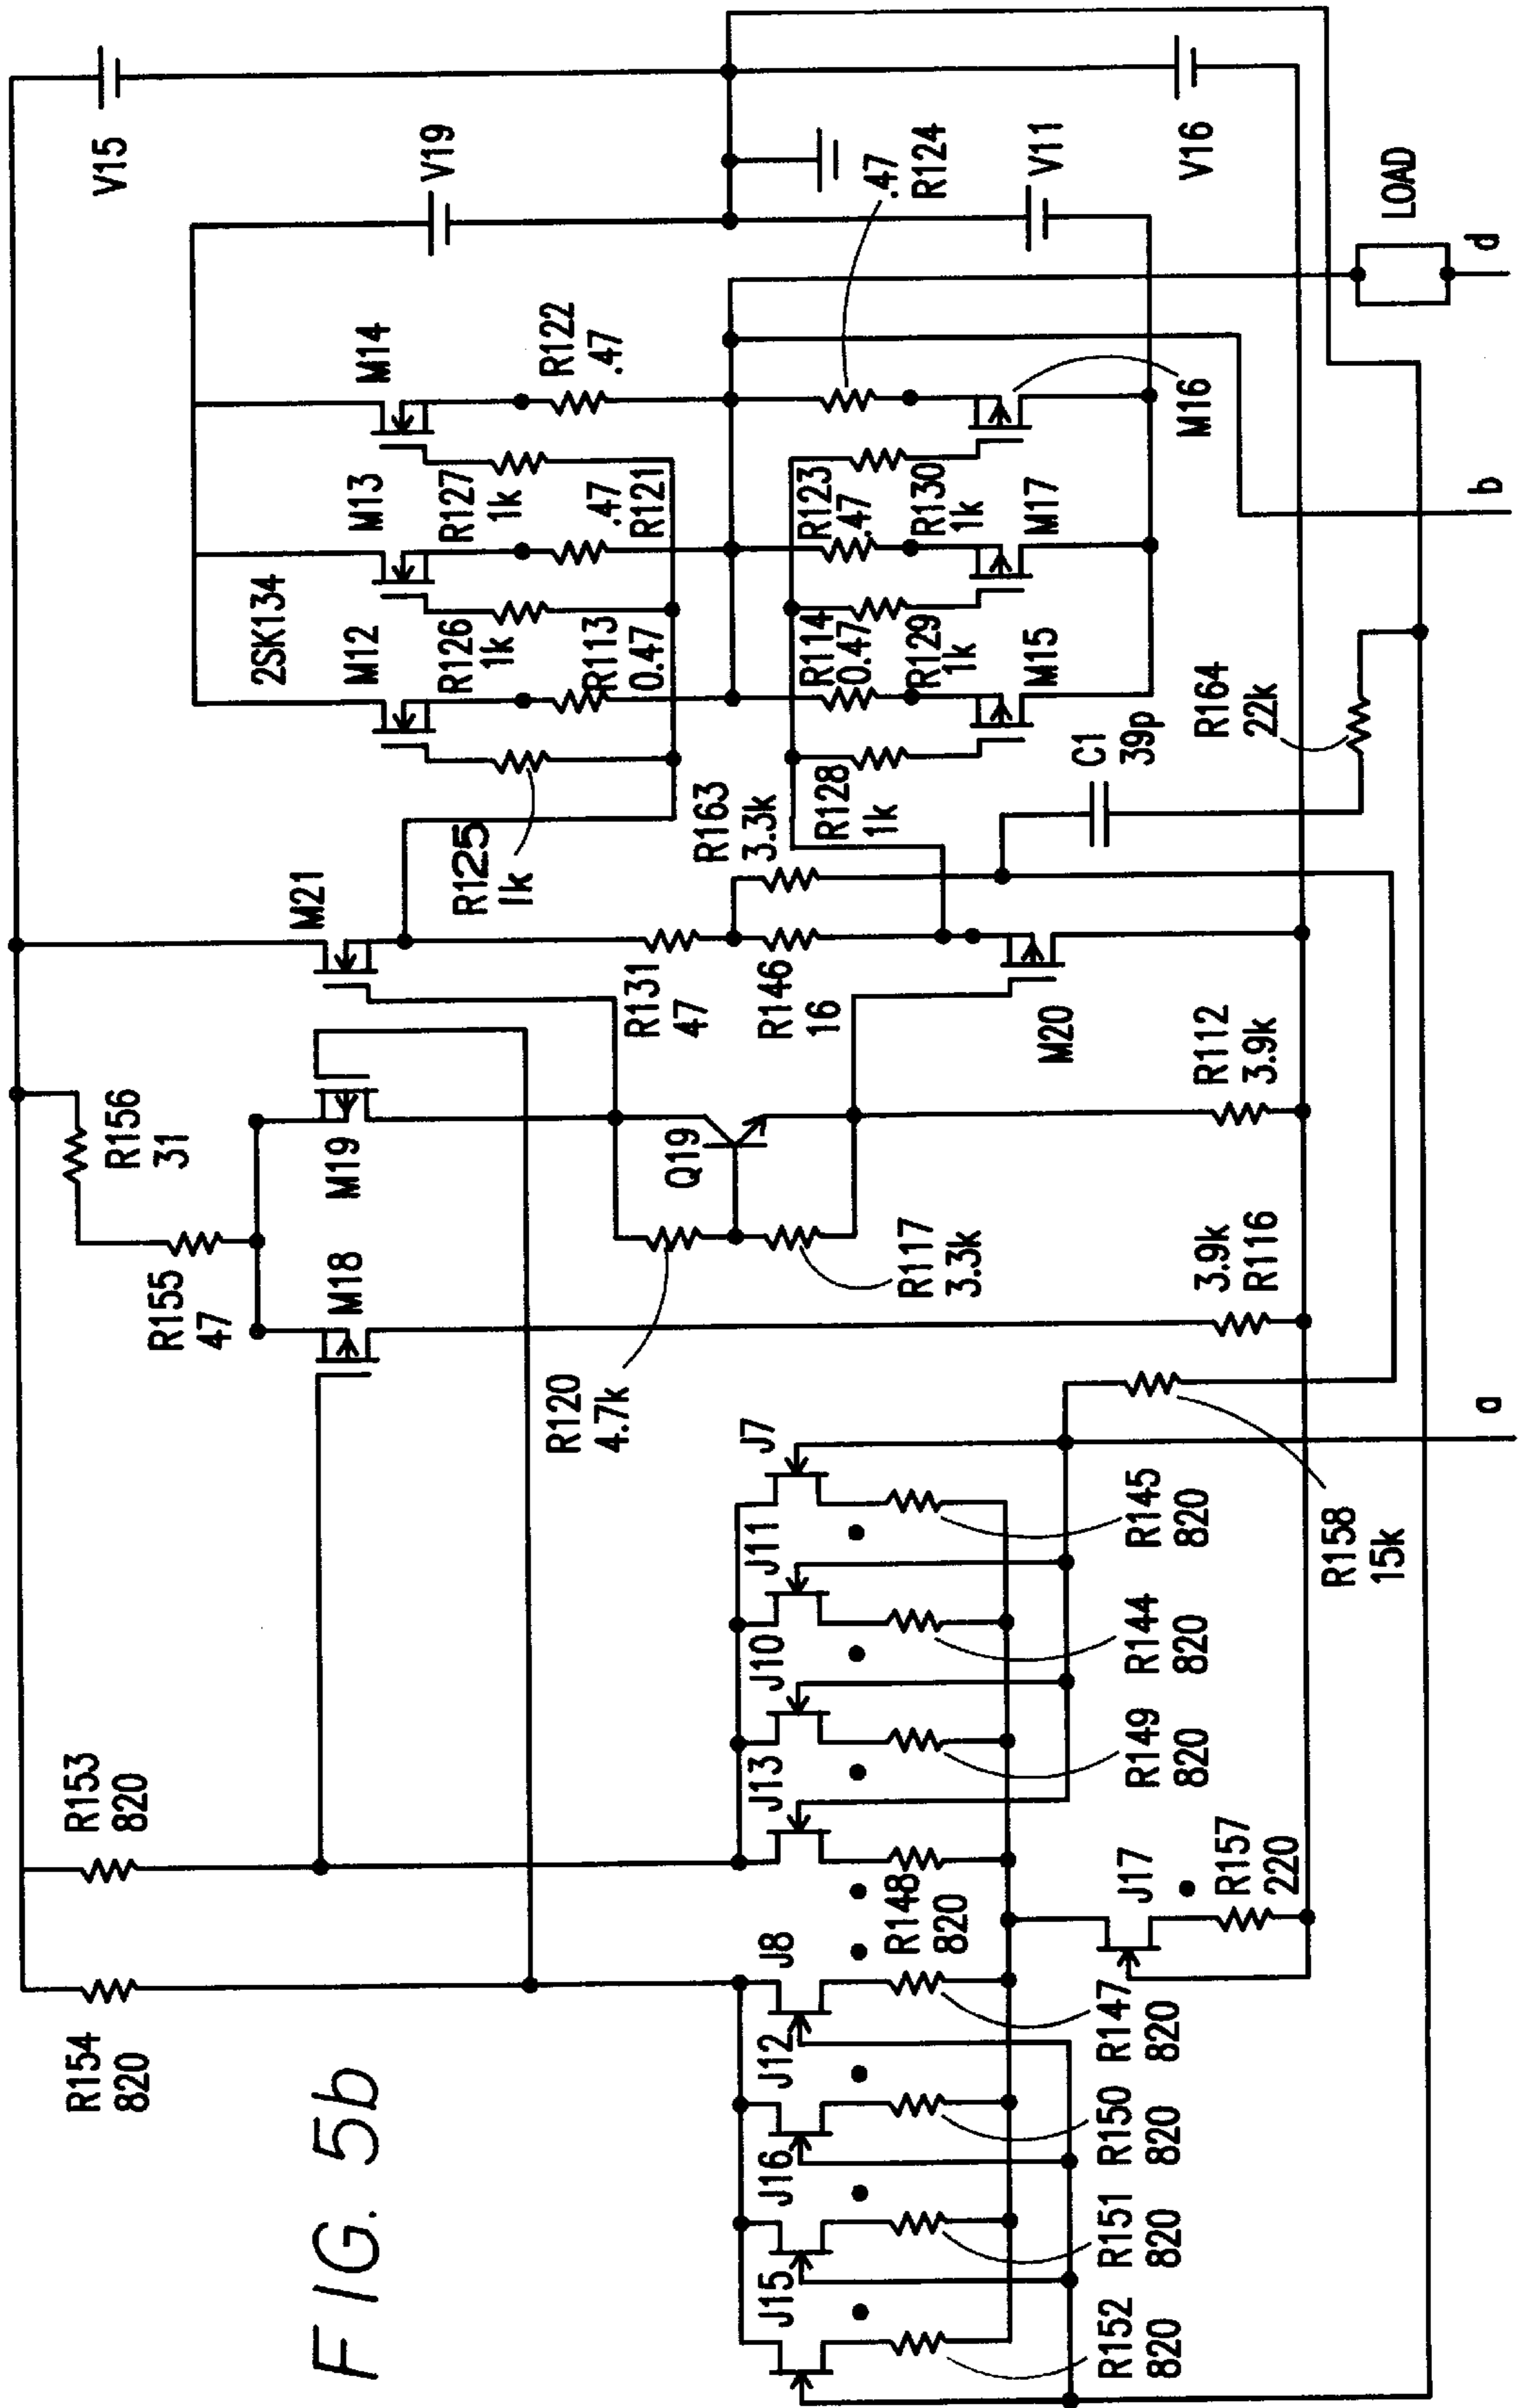 FIG. 5b
R154
820
R153
820
R155
47
R156
31
M18
M19
M21
2SK134
M12
M13
M14
V15
V19
R125
1k
R126
1k
R127
1k
R113
0.47
.47
R121
R122
.47
R120
4.7k
Q19
R117
3.3k
R131
47
R146
16
R163
3.3k
R128
1k
R114
0.47
R129
1k
R123
.47
R130
1k
.47
R124
V11
V16
M20
C1
39p
M15
M17
M16
R164
22k
LOAD
J15
J16
J12
J8
J13
J10
J11
J7
R152
820
R151
820
R150
820
R147
820
R148
820
R149
820
R144
820
R145
820
J17
R157
220
R158
15k
3.9k
R116
R112
3.9k
a
b
d